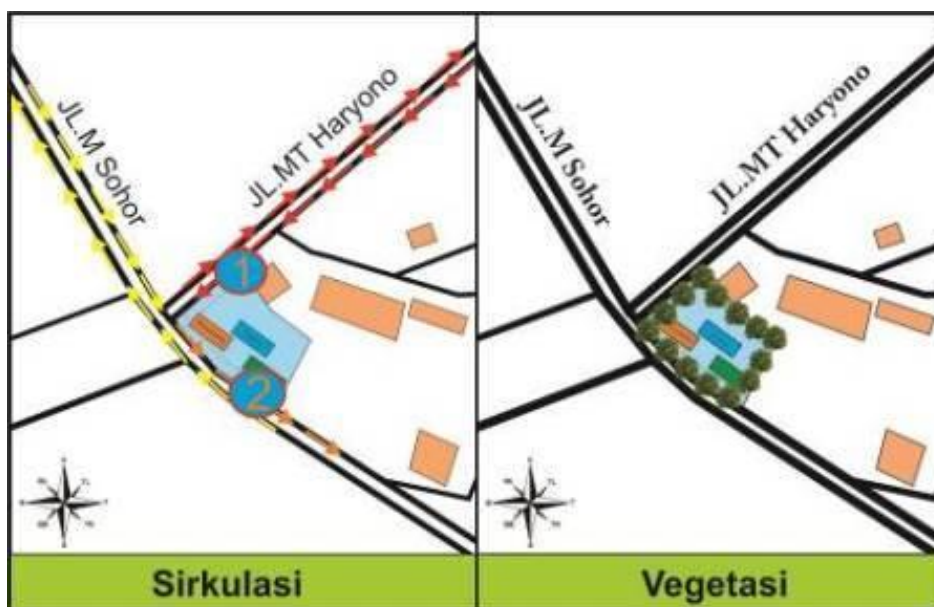 JL.M Sohor
JL.MT Haryono
1
2
Sirkulasi
JL.M Sohor
JL.MT Haryono
Vegetasi